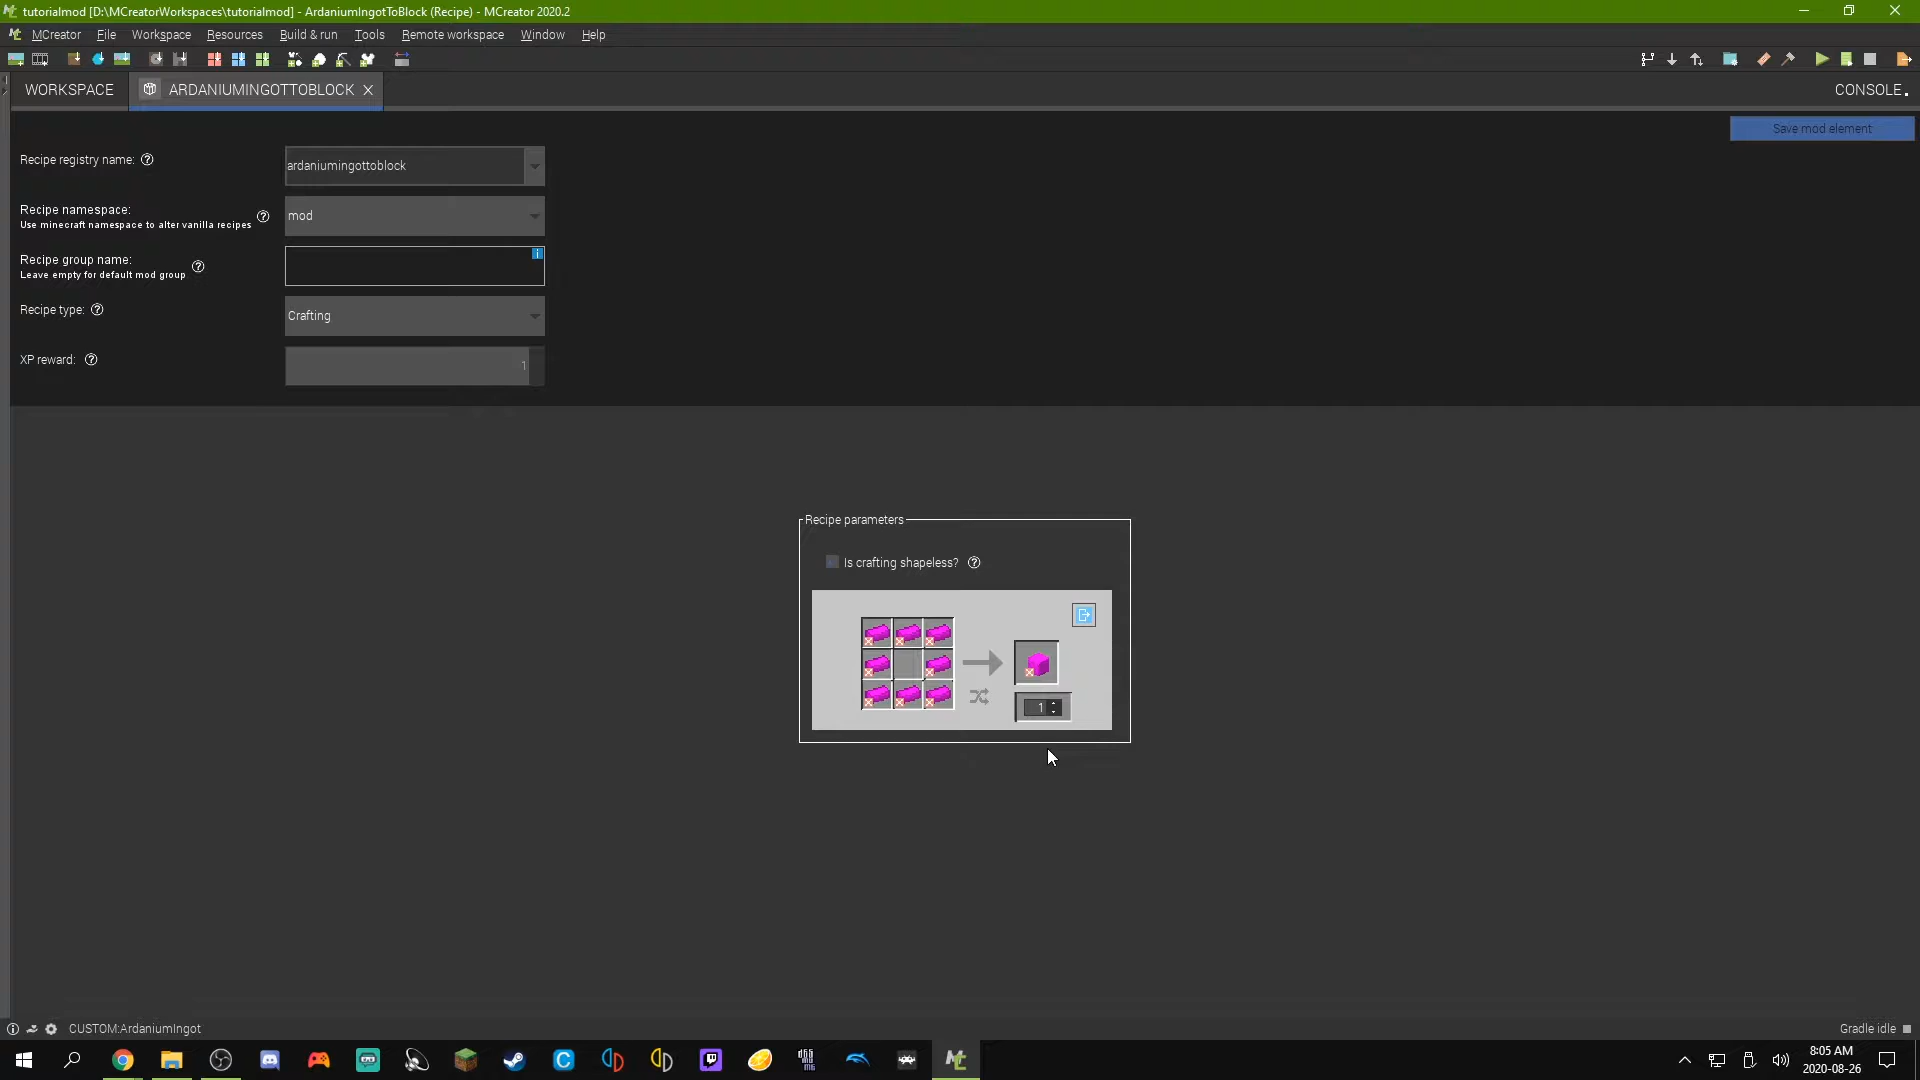 tutorialmod [D:\MCreatorWorkspaces\tutorialmod] - ArdaniumIngotToBlock (Recipe) - MCreator 2020.2
MCreator File Workspace Resources Build & run Tools Remote workspace Window Help
WORKSPACE ARDANIUMINGOTTOBLOCK CONSOLE
Save mod element
Recipe registry name: ardaniumingottoblock
Recipe namespace: mod
Use minecraft namespace to alter vanilla recipes
Recipe group name:
Leave empty for default mod group
Recipe type: Crafting
XP reward: 1
Recipe parameters
Is crafting shapeless?
1
CUSTOM:ArdaniumIngot Gradle idle
8:05 AM
2020-08-26